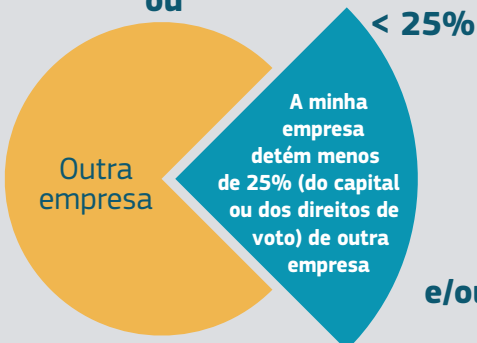 ou
< 25%
Outra
empresa
A minha
empresa
detém menos
de 25% (do capital
ou dos direitos de
voto) de outra
empresa
e/ou